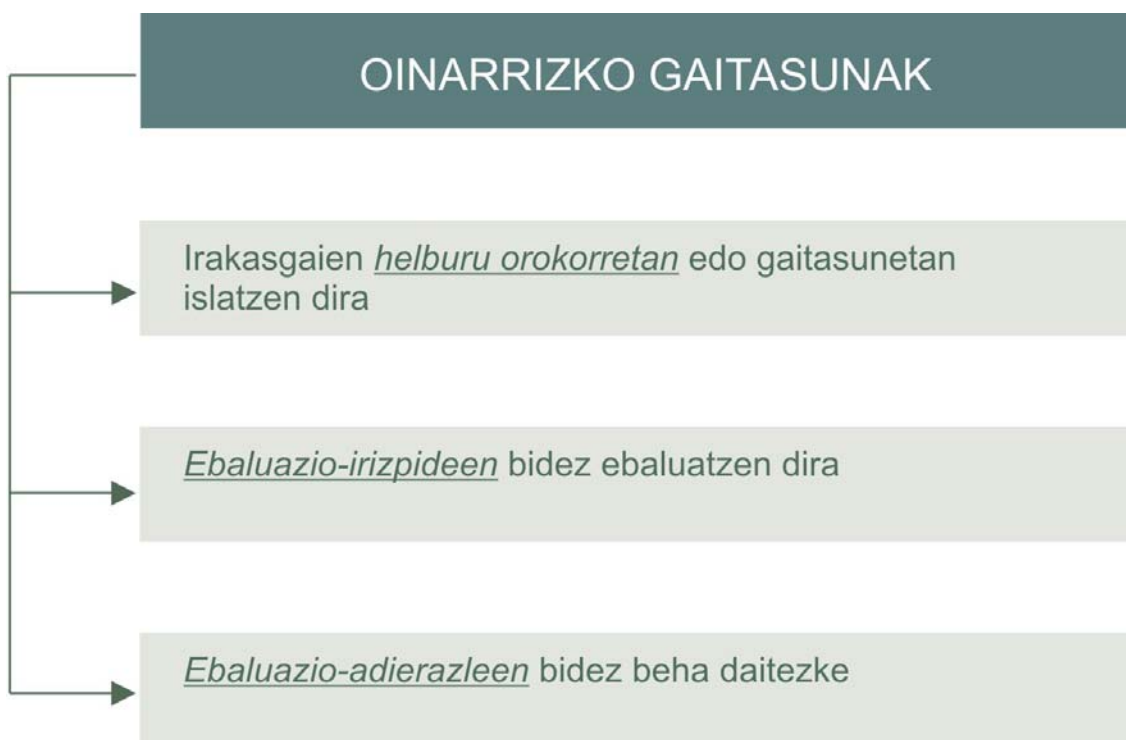 OINARRIZKO GAITASUNAK
Irakasgaien helburu orokorretan edo gaitasunetan
islatzen dira
Ebaluazio-irizpideen bidez ebaluatzen dira
Ebaluazio-adierazleen bidez beha daitezke